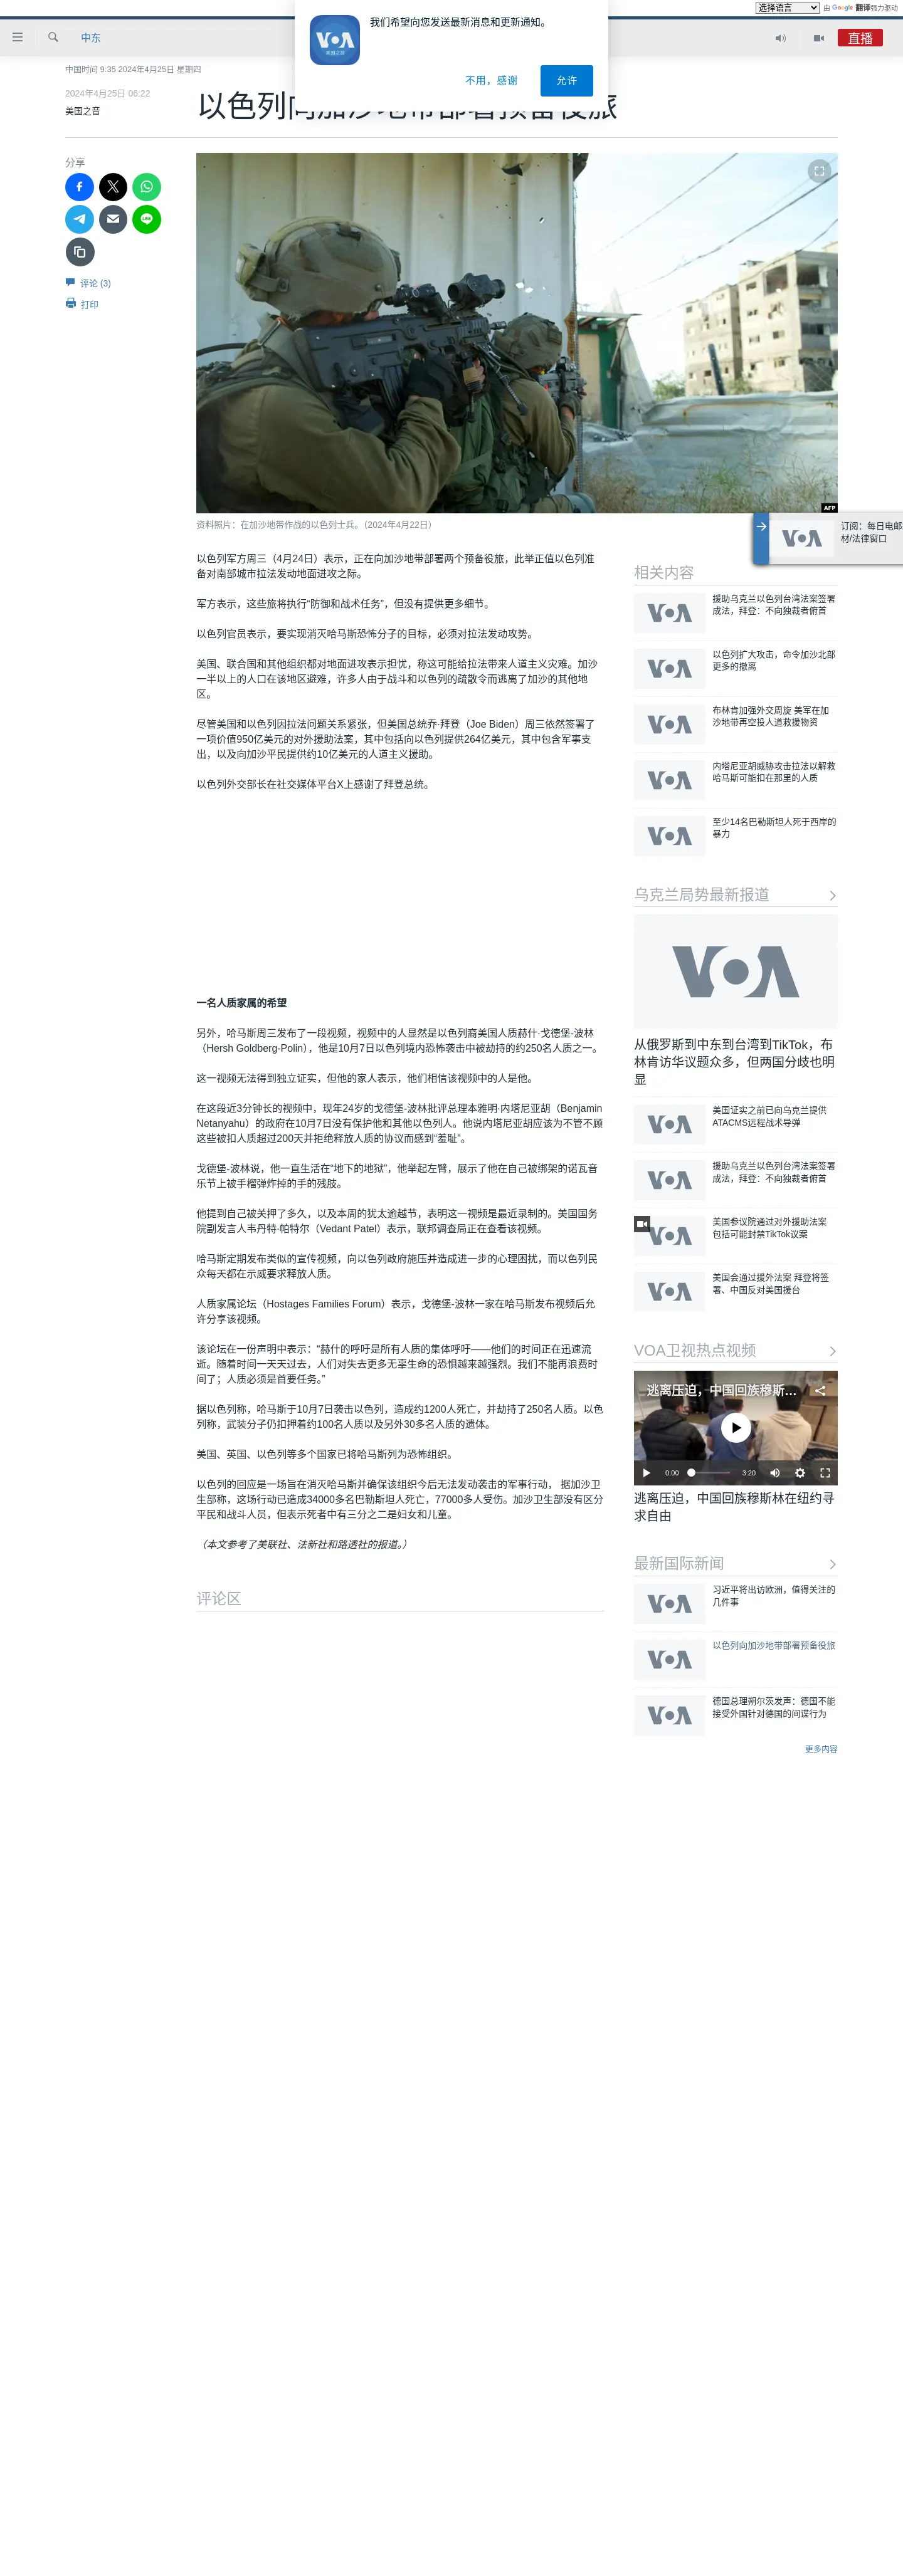 选择语言 由 Google 翻译强力驱动
我们希望向您发送最新消息和更新通知。
VOA
美国之音
不用，感谢
允许
中东
直播
中国时间 9:35 2024年4月25日 星期四
2024年4月25日 06:22
美国之音
以色列向加沙地带部署预备役旅
分享
评论 (3)
打印
AFP
资料照片：在加沙地带作战的以色列士兵。（2024年4月22日）
以色列军方周三（4月24日）表示，正在向加沙地带部署两个预备役旅，此举正值以色列准
备对南部城市拉法发动地面进攻之际。
军方表示，这些旅将执行“防御和战术任务”，但没有提供更多细节。
以色列官员表示，要实现消灭哈马斯恐怖分子的目标，必须对拉法发动攻势。
美国、联合国和其他组织都对地面进攻表示担忧，称这可能给拉法带来人道主义灾难。加沙
一半以上的人口在该地区避难，许多人由于战斗和以色列的疏散令而逃离了加沙的其他地
区。
尽管美国和以色列因拉法问题关系紧张，但美国总统乔·拜登（Joe Biden）周三依然签署了
一项价值950亿美元的对外援助法案，其中包括向以色列提供264亿美元，其中包含军事支
出，以及向加沙平民提供约10亿美元的人道主义援助。
以色列外交部长在社交媒体平台X上感谢了拜登总统。
一名人质家属的希望
另外，哈马斯周三发布了一段视频，视频中的人显然是以色列裔美国人质赫什·戈德堡-波林
（Hersh Goldberg-Polin），他是10月7日以色列境内恐怖袭击中被劫持的约250名人质之一。
这一视频无法得到独立证实，但他的家人表示，他们相信该视频中的人是他。
在这段近3分钟长的视频中，现年24岁的戈德堡-波林批评总理本雅明·内塔尼亚胡（Benjamin
Netanyahu）的政府在10月7日没有保护他和其他以色列人。他说内塔尼亚胡应该为不管不顾
这些被扣人质超过200天并拒绝释放人质的协议而感到“羞耻”。
戈德堡-波林说，他一直生活在“地下的地狱”，他举起左臂，展示了他在自己被绑架的诺瓦音
乐节上被手榴弹炸掉的手的残肢。
他提到自己被关押了多久，以及本周的犹太逾越节，表明这一视频是最近录制的。美国国务
院副发言人韦丹特·帕特尔（Vedant Patel）表示，联邦调查局正在查看该视频。
哈马斯定期发布类似的宣传视频，向以色列政府施压并造成进一步的心理困扰，而以色列民
众每天都在示威要求释放人质。
人质家属论坛（Hostages Families Forum）表示，戈德堡-波林一家在哈马斯发布视频后允
许分享该视频。
该论坛在一份声明中表示：“赫什的呼吁是所有人质的集体呼吁——他们的时间正在迅速流
逝。随着时间一天天过去，人们对失去更多无辜生命的恐惧越来越强烈。我们不能再浪费时
间了；人质必须是首要任务。”
据以色列称，哈马斯于10月7日袭击以色列，造成约1200人死亡，并劫持了250名人质。以色
列称，武装分子仍扣押着约100名人质以及另外30多名人质的遗体。
美国、英国、以色列等多个国家已将哈马斯列为恐怖组织。
以色列的回应是一场旨在消灭哈马斯并确保该组织今后无法发动袭击的军事行动， 据加沙卫
生部称，这场行动已造成34000多名巴勒斯坦人死亡，77000多人受伤。加沙卫生部没有区分
平民和战斗人员，但表示死者中有三分之二是妇女和儿童。
（本文参考了美联社、法新社和路透社的报道。）
评论区
VOA
订阅：每日电邮
材/法律窗口
相关内容
VOA
援助乌克兰以色列台湾法案签署
成法，拜登：不向独裁者俯首
VOA
以色列扩大攻击，命令加沙北部
更多的撤离
VOA
布林肯加强外交周旋 美军在加
沙地带再空投人道救援物资
VOA
内塔尼亚胡威胁攻击拉法以解救
哈马斯可能扣在那里的人质
VOA
至少14名巴勒斯坦人死于西岸的
暴力
乌克兰局势最新报道
VOA
从俄罗斯到中东到台湾到TikTok，布
林肯访华议题众多，但两国分歧也明
显
VOA
美国证实之前已向乌克兰提供
ATACMS远程战术导弹
VOA
援助乌克兰以色列台湾法案签署
成法，拜登：不向独裁者俯首
VOA
美国参议院通过对外援助法案
包括可能封禁TikTok议案
VOA
美国会通过援外法案 拜登将签
署、中国反对美国援台
VOA卫视热点视频
逃离压迫，中国回族穆斯...
0:00
3:20
逃离压迫，中国回族穆斯林在纽约寻
求自由
最新国际新闻
VOA
习近平将出访欧洲，值得关注的
几件事
VOA
以色列向加沙地带部署预备役旅
VOA
德国总理朔尔茨发声：德国不能
接受外国针对德国的间谍行为
更多内容